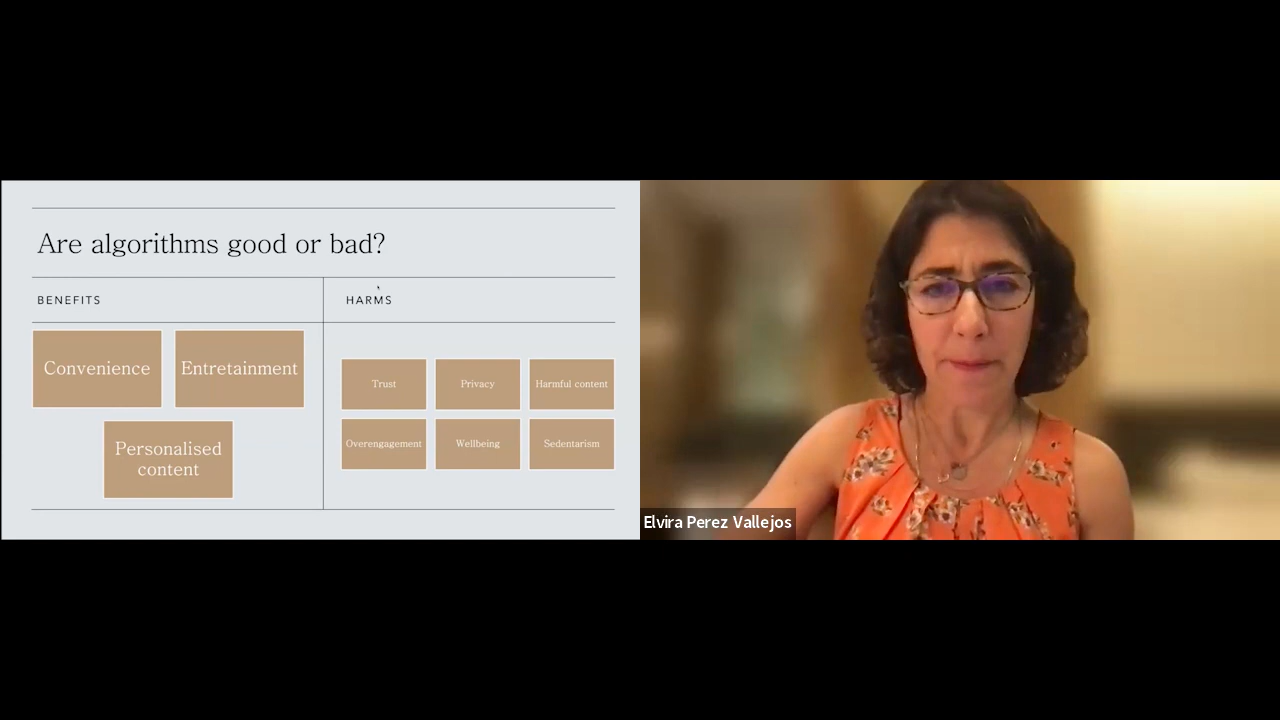 Are algorithms good or bad?
BENEFITS
HARMS
Convenience
Entretainment
Personalised
content
Trust
Privacy
Harmful content
Overengagement
Wellbeing
Sedentarism
Elvira Perez Vallejos